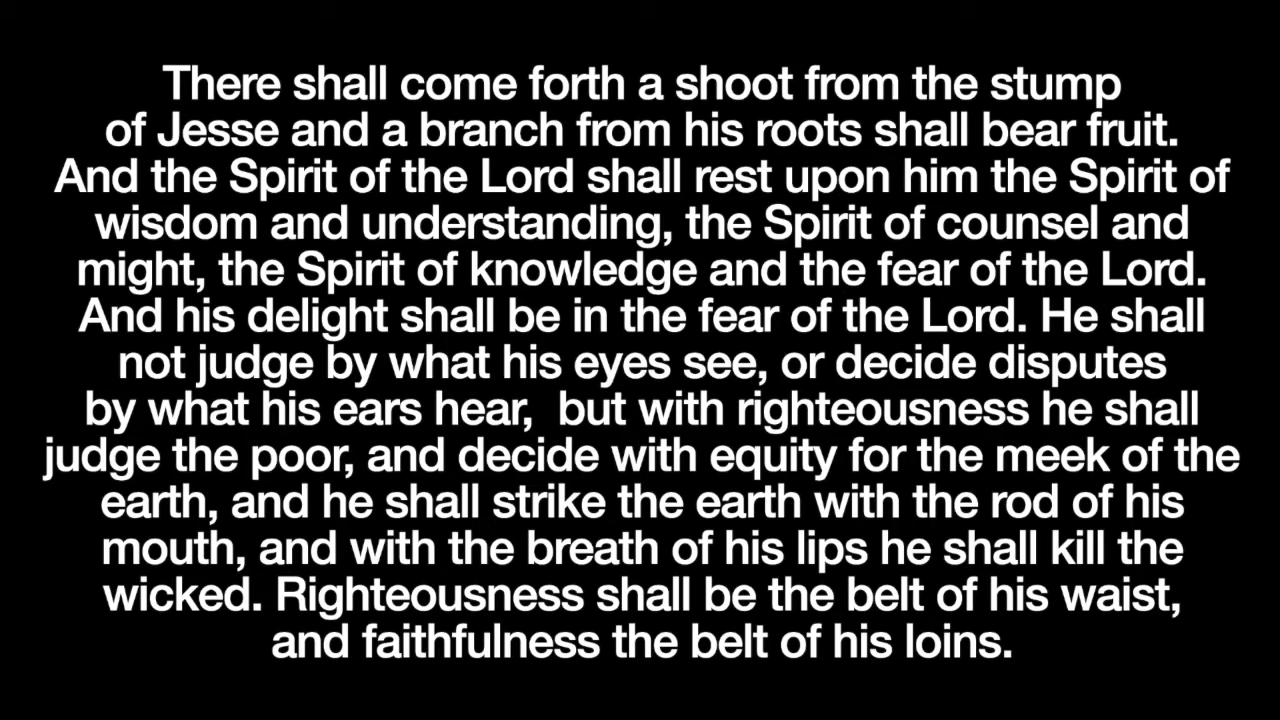 There shall come forth a shoot from the stump
of Jesse and a branch from his roots shall bear fruit.
And the Spirit of the Lord shall rest upon him the Spirit of
wisdom and understanding, the Spirit of counsel and
might, the Spirit of knowledge and the fear of the Lord.
And his delight shall be in the fear of the Lord. He shall
not judge by what his eyes see, or decide disputes
by what his ears hear,  but with righteousness he shall
judge the poor, and decide with equity for the meek of the
earth, and he shall strike the earth with the rod of his
mouth, and with the breath of his lips he shall kill the
wicked. Righteousness shall be the belt of his waist,
and faithfulness the belt of his loins.